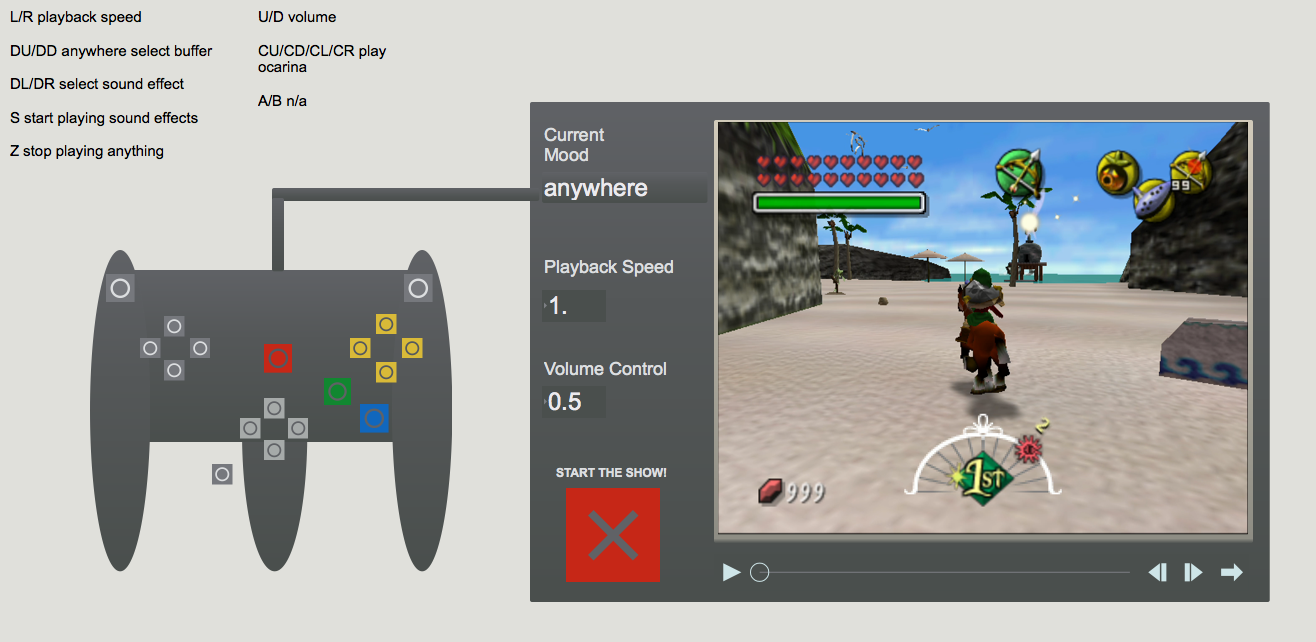 L/R playback speed
DU/DD anywhere select buffer
DL/DR select sound effect
S start playing sound effects
Z stop playing anything
U/D volume
CU/CD/CL/CR play
ocarina
A/B n/a
Current
Mood
anywhere
Playback Speed
1.
Volume Control
0.5
START THE SHOW!
99
2
1st
999